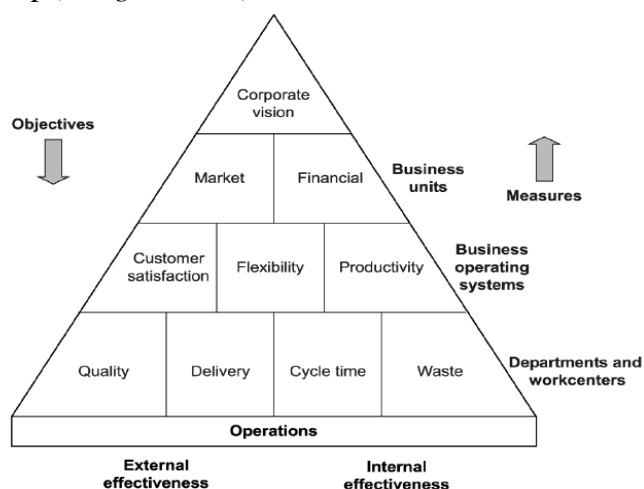 Corporate
vision
Objectives
Market
Financial
Business
units
Measures
Customer
satisfaction
Flexibility
Productivity
Business
operating
systems
Quality
Delivery
Cycle time
Waste
Departments and
workcenters
Operations
External
effectiveness
Internal
effectiveness